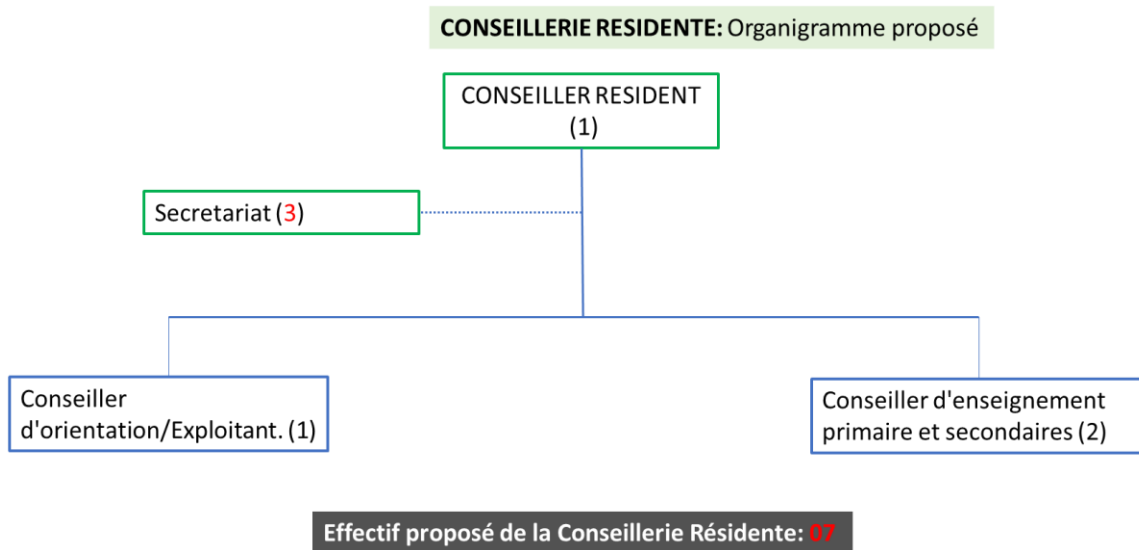 CONSEILLERIE RESIDENTE: Organigramme proposé
CONSEILLER RESIDENT
(1)
Secretariat (3)
Conseiller
d'orientation/Exploitant. (1)
Conseiller d'enseignement
primaire et secondaires (2)
Effectif proposé de la Conseillerie Résidente: 07